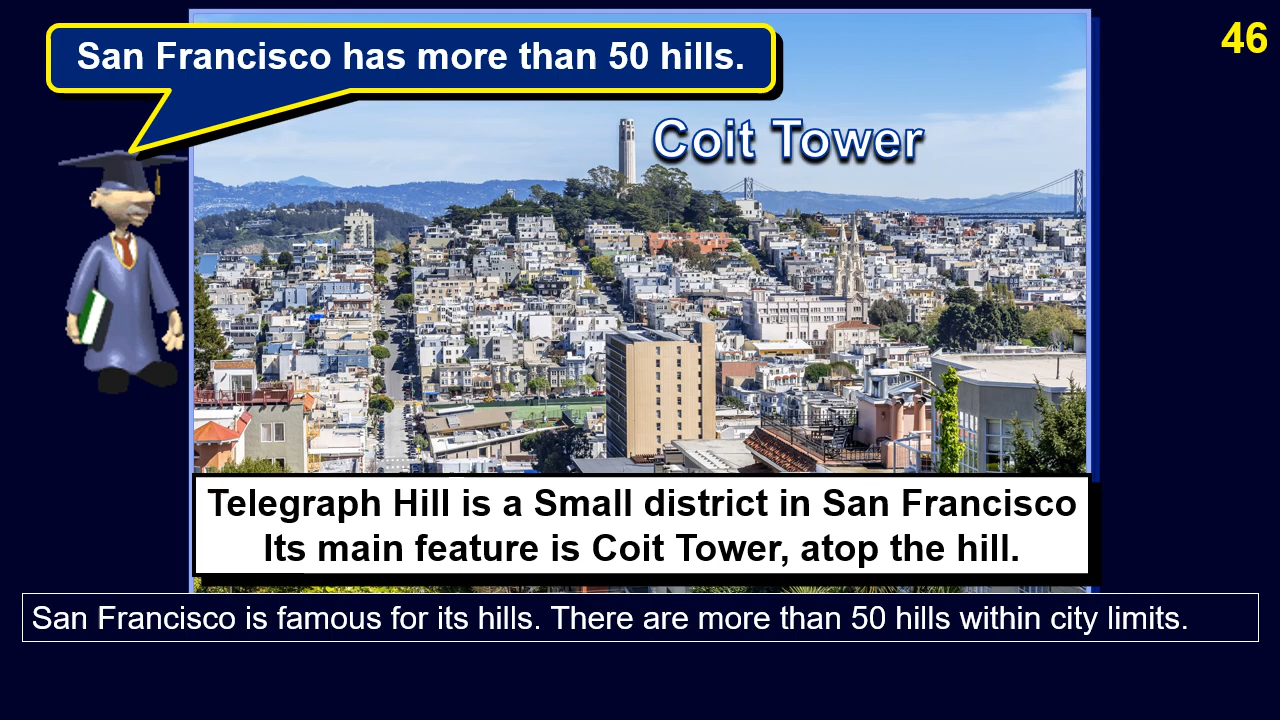 San Francisco has more than 50 hills.
46
Coit Tower
Telegraph Hill is a Small district in San Francisco
Its main feature is Coit Tower, atop the hill.
San Francisco is famous for its hills. There are more than 50 hills within city limits.